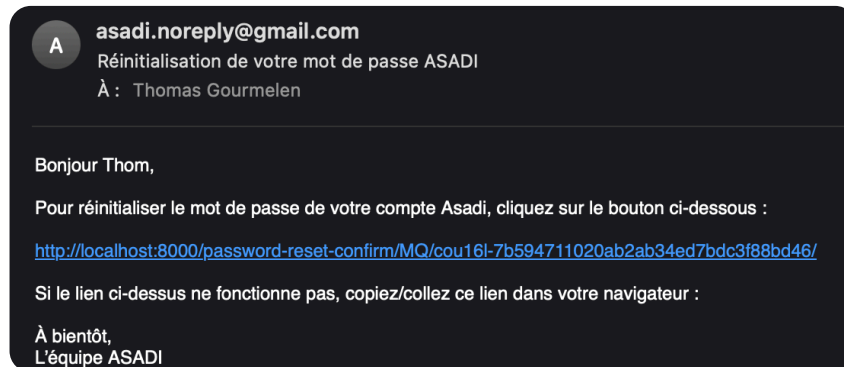 A
asadi.noreply@gmail.com
Réinitialisation de votre mot de passe ASADI
À : Thomas Gourmelen
Bonjour Thom,
Pour réinitialiser le mot de passe de votre compte Asadi, cliquez sur le bouton ci-dessous :
http://localhost:8000/password-reset-confirm/MQ/cou16l-7b594711020ab2ab34ed7bdc3f88bd46/
Si le lien ci-dessus ne fonctionne pas, copiez/collez ce lien dans votre navigateur :
À bientôt,
L’équipe ASADI